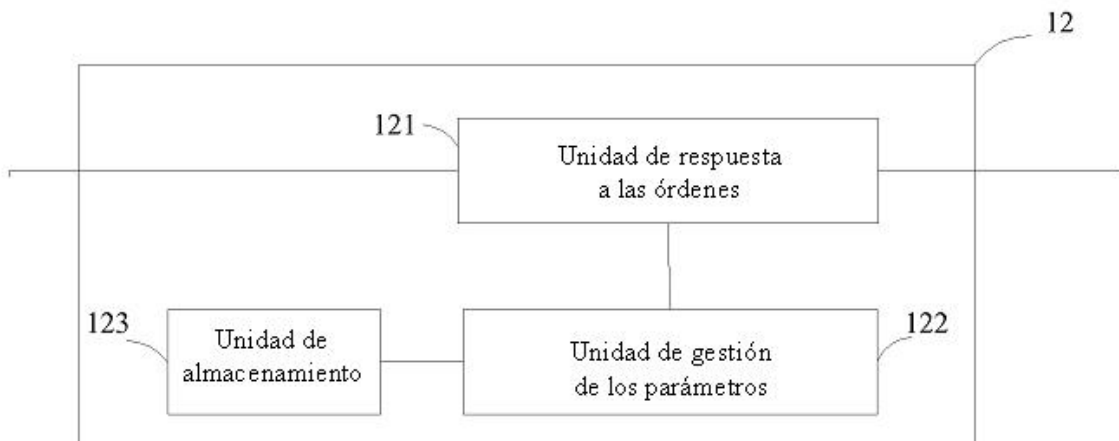 12
121
Unidad de respuesta
a las órdenes
123
Unidad de
almacenamiento
Unidad de gestión
de los parámetros
122